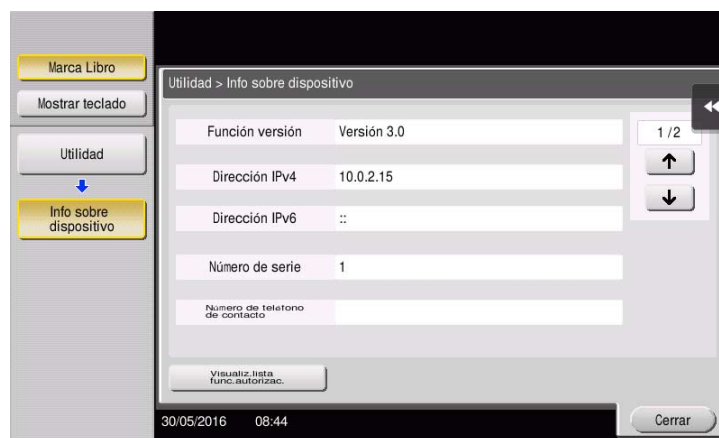 Marca Libro
Mostrar teclado
Utilidad
Info sobre
dispositivo
Utilidad > Info sobre dispositivo
Función versión Versión 3.0
Dirección IPv4 10.0.2.15
Dirección IPv6 ::
Número de serie 1
Número de teléfono
de contacto
1 /2
Visualiz.lista
func.autorizac.
30/05/2016 08:44
Cerrar